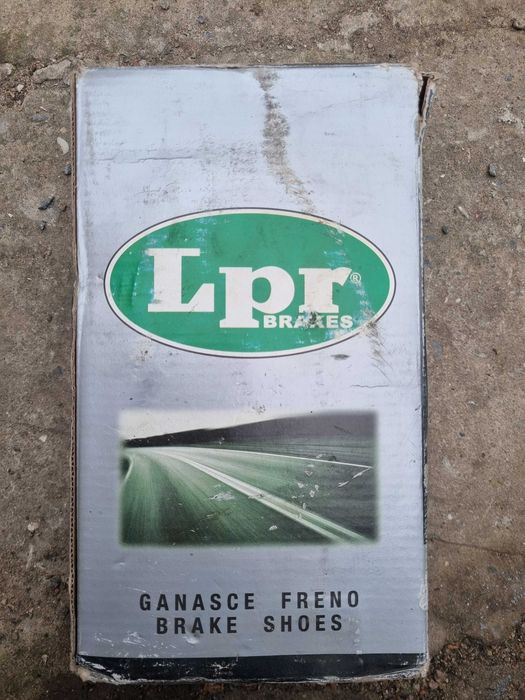 Lpr®
BRAKES
GANASCE FRENO
BRAKE SHOES